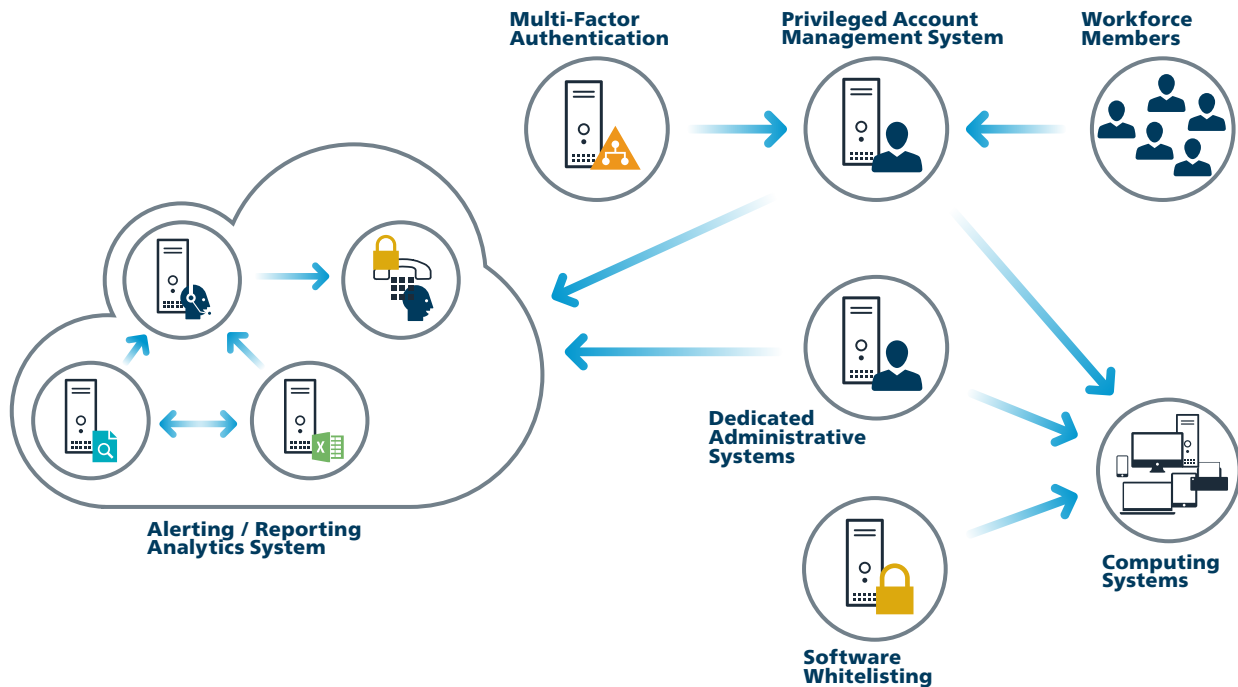 Multi-Factor
Authentication
Privileged Account
Management System
Workforce
Members
Dedicated
Administrative
Systems
Alerting / Reporting
Analytics System
Computing
Systems
Software
Whitelisting
X